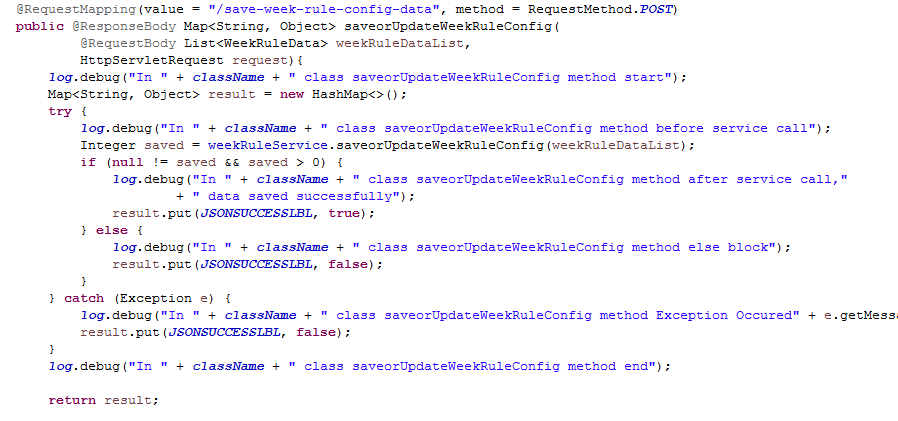 @RequestMapping(value = "/save-week-rule-config-data", method = RequestMethod.POST)
public @ResponseBody Map<String, Object> saveorUpdateWeekRuleConfig(
@RequestBody List<WeekRuleData> weekRuleDataList,
HttpServletRequest request){
log.debug("In " + className + " class saveorUpdateWeekRuleConfig method start");
Map<String, Object> result = new HashMap<>();
try {
log.debug("In " + className + " class saveorUpdateWeekRuleConfig method before service call");
Integer saved = weekRuleService.saveorUpdateWeekRuleConfig(weekRuleDataList);
if (null != saved && saved > 0) {
log.debug("In " + className + " class saveorUpdateWeekRuleConfig method after service call,"
+ " data saved successfully");
result.put(JSONSUCCESSLBL, true);
} else {
log.debug("In " + className + " class saveorUpdateWeekRuleConfig method else block");
result.put(JSONSUCCESSLBL, false);
}
} catch (Exception e) {
log.debug("In " + className + " class saveorUpdateWeekRuleConfig method Exception Occured" + e.getMess
result.put(JSONSUCCESSLBL, false);
}
log.debug("In " + className + " class saveorUpdateWeekRuleConfig method end");
return result;